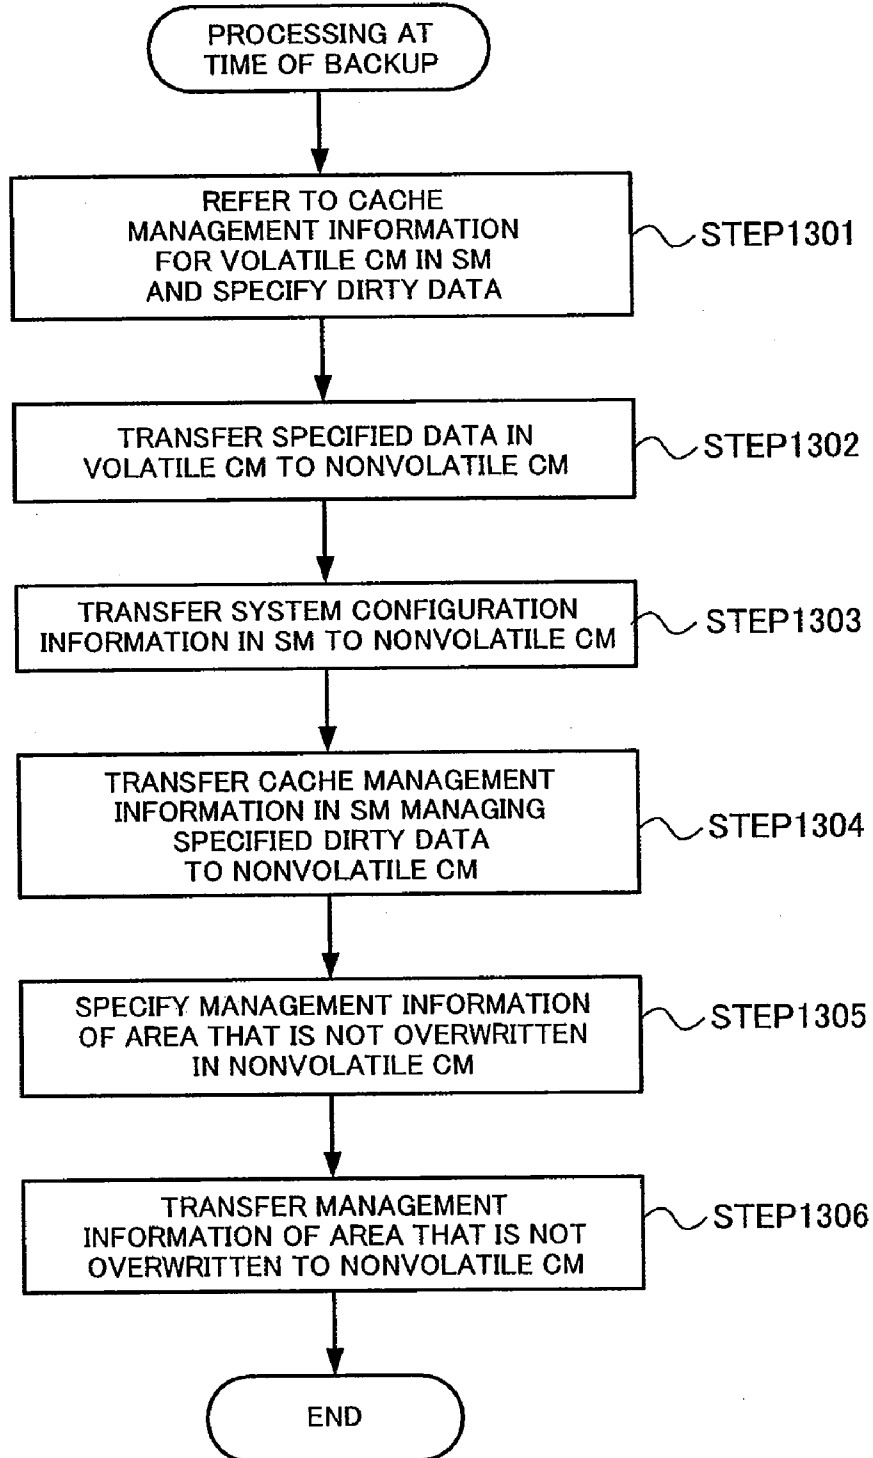 PROCESSING AT
TIME OF BACKUP
REFER TO CACHE
MANAGEMENT INFORMATION
FOR VOLATILE CM IN SM
AND SPECIFY DIRTY DATA
STEP1301
TRANSFER SPECIFIED DATA IN
VOLATILE CM TO NONVOLATILE CM
STEP1302
TRANSFER SYSTEM CONFIGURATION
INFORMATION IN SM TO NONVOLATILE CM
STEP1303
TRANSFER CACHE MANAGEMENT
INFORMATION IN SM MANAGING
SPECIFIED DIRTY DATA
TO NONVOLATILE CM
STEP1304
SPECIFY MANAGEMENT INFORMATION
OF AREA THAT IS NOT OVERWRITTEN
IN NONVOLATILE CM
STEP1305
TRANSFER MANAGEMENT
INFORMATION OF AREA THAT IS NOT
OVERWRITTEN TO NONVOLATILE CM
STEP1306
END